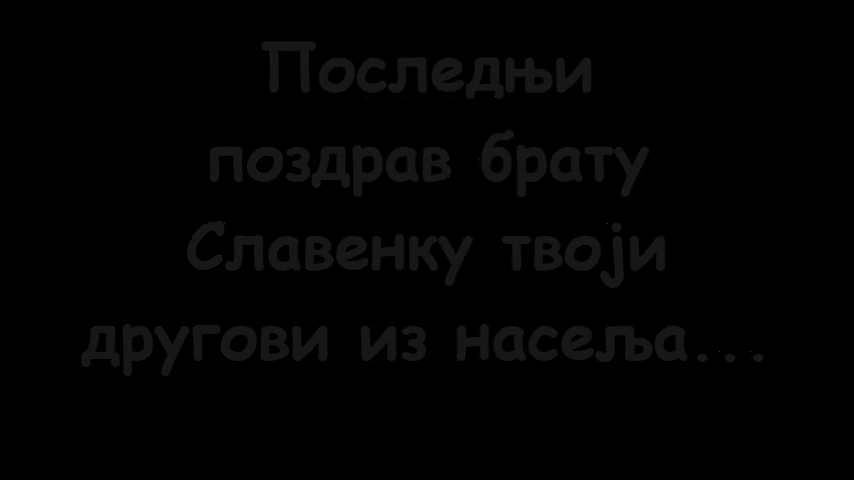 Последњи
поздрав брату
Славенку твоји
другови из насеља...